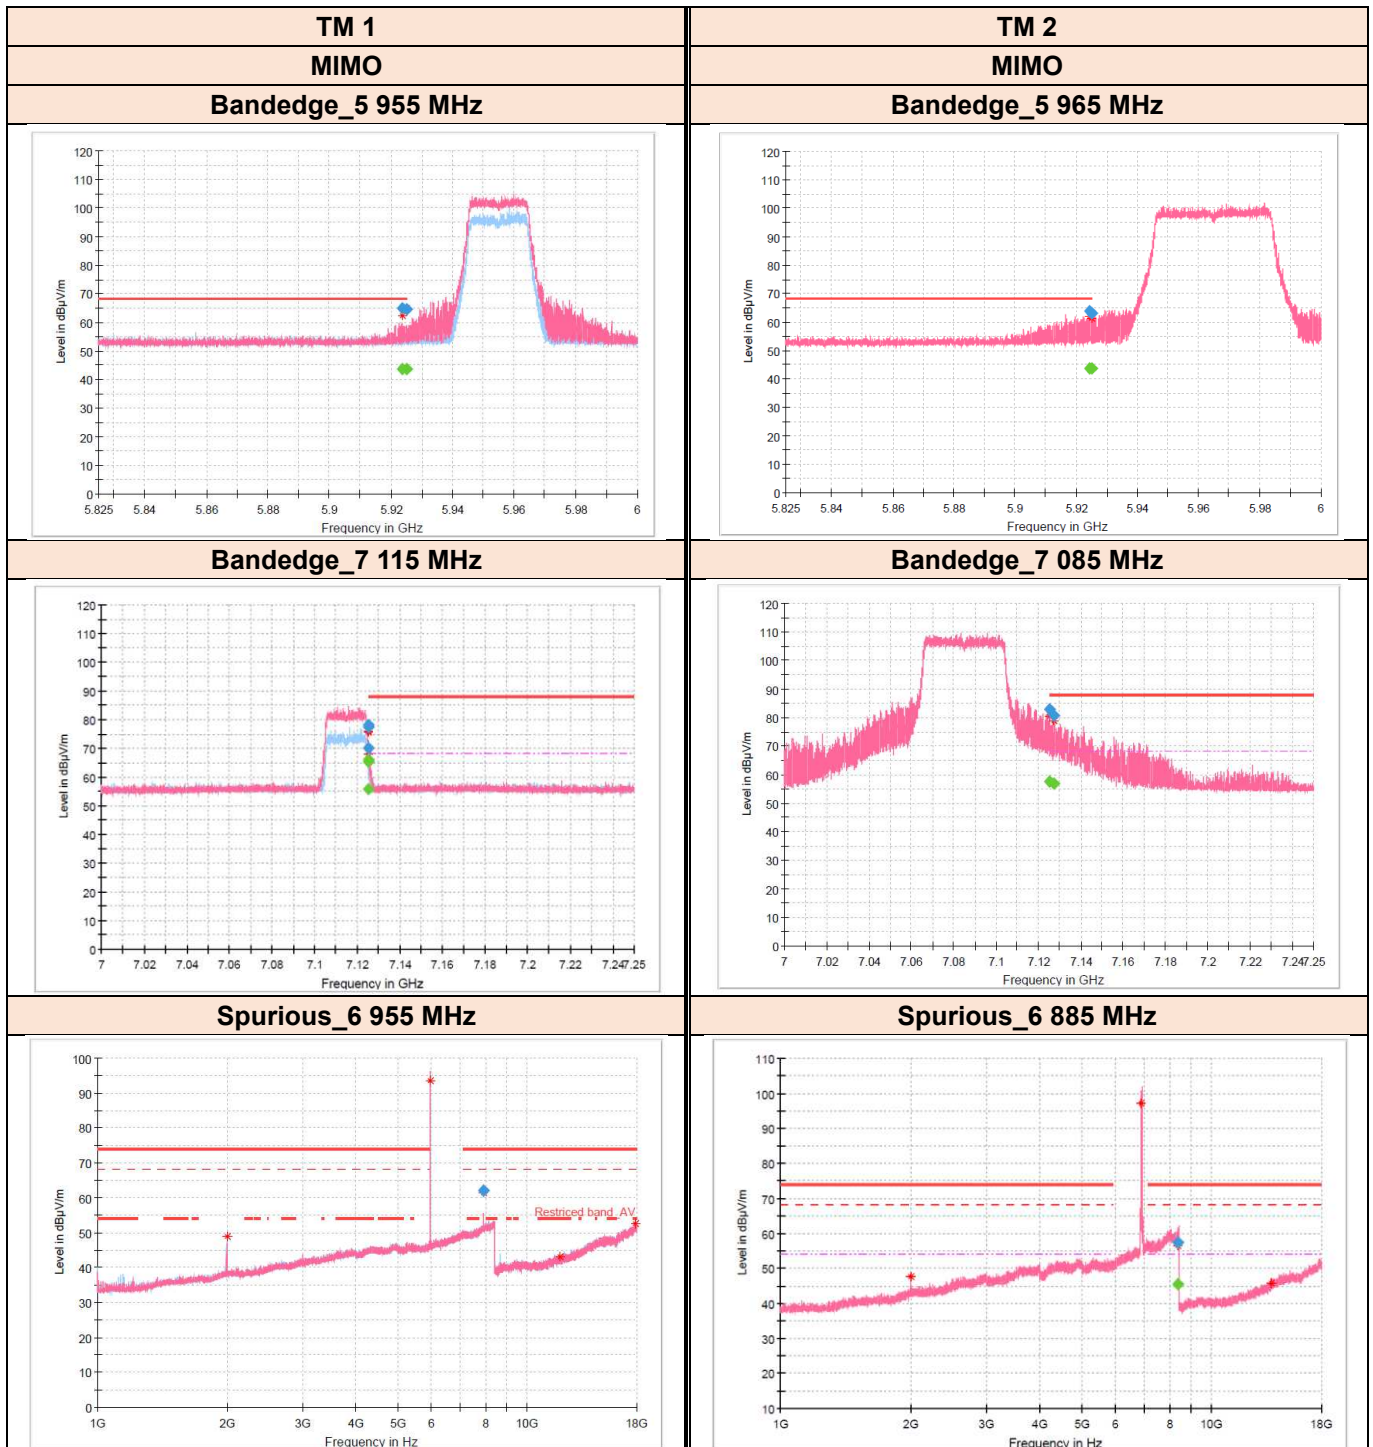 TM 1
TM 2
MIMO
MIMO
Bandedge_5 955 MHz
Bandedge_5 965 MHz
120
110
100
90
80
70
60
50
40
30
20
10
0
Level in dBµV/m
5.825 5.84 5.86 5.88 5.9 5.92 5.94 5.96 5.98 6
Frequency in GHz
120
110
100
90
80
70
60
50
40
30
20
10
0
Level in dBµV/m
5.825 5.84 5.86 5.88 5.9 5.92 5.94 5.96 5.98 6
Frequency in GHz
Bandedge_7 115 MHz
Bandedge_7 085 MHz
120
110
100
90
80
70
60
50
40
30
20
10
0
Level in dBµV/m
7 7.02 7.04 7.06 7.08 7.1 7.12 7.14 7.16 7.18 7.2 7.22 7.247.25
Frequency in GHz
120
110
100
90
80
70
60
50
40
30
20
10
0
Level in dBµV/m
7 7.02 7.04 7.06 7.08 7.1 7.12 7.14 7.16 7.18 7.2 7.22 7.247.25
Frequency in GHz
Spurious_6 955 MHz
Spurious_6 885 MHz
100
90
80
70
60
50
40
30
20
10
0
Level in dBµV/m
Restriced band_AV
1G 2G 3G 4G 5G 6 8 10G 18G
Frequency in Hz
110
100
90
80
70
60
50
40
30
20
10
Level in dBµV/m
1G 2G 3G 4G 5G 6 8 10G 18G
Frequency in Hz